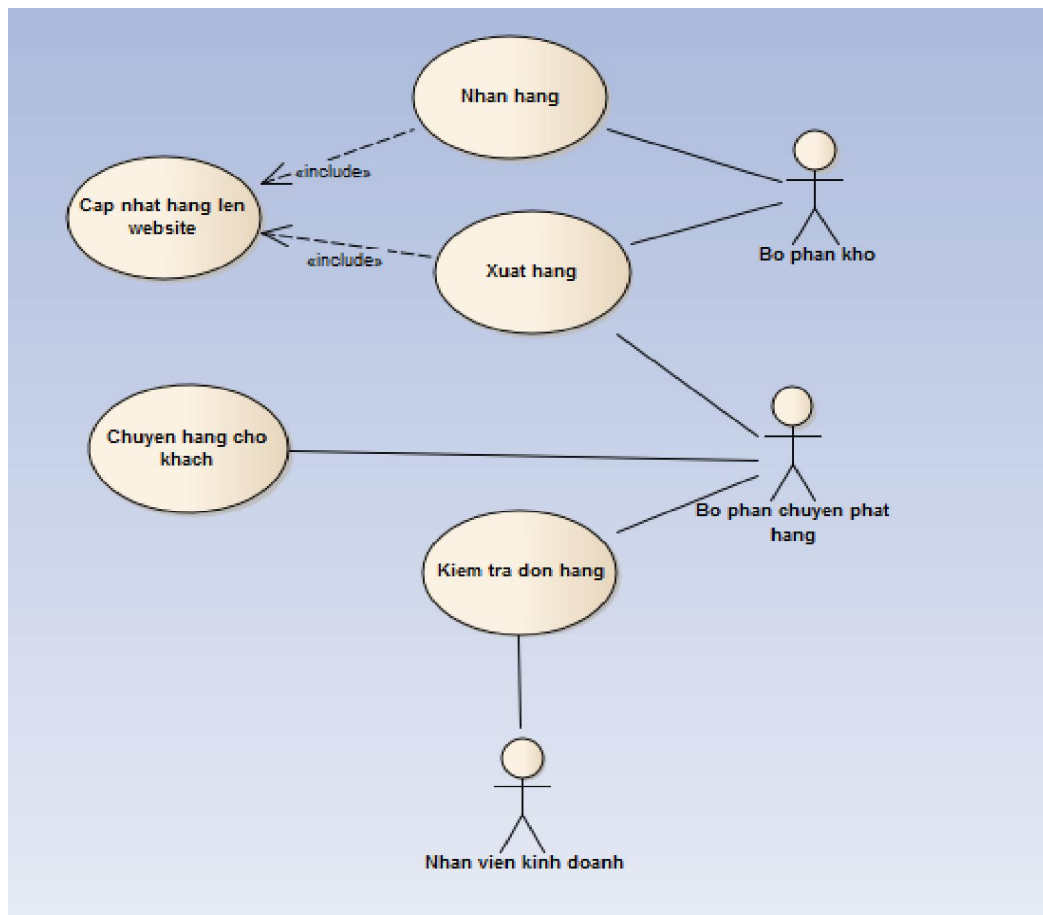 Nhan hang
«include»
Cap nhat hang len
website
«include»
Xuat hang
Bo phan kho
Chuyen hang cho
khach
Bo phan chuyen phat
hang
Kiem tra don hang
Nhan vien kinh doanh